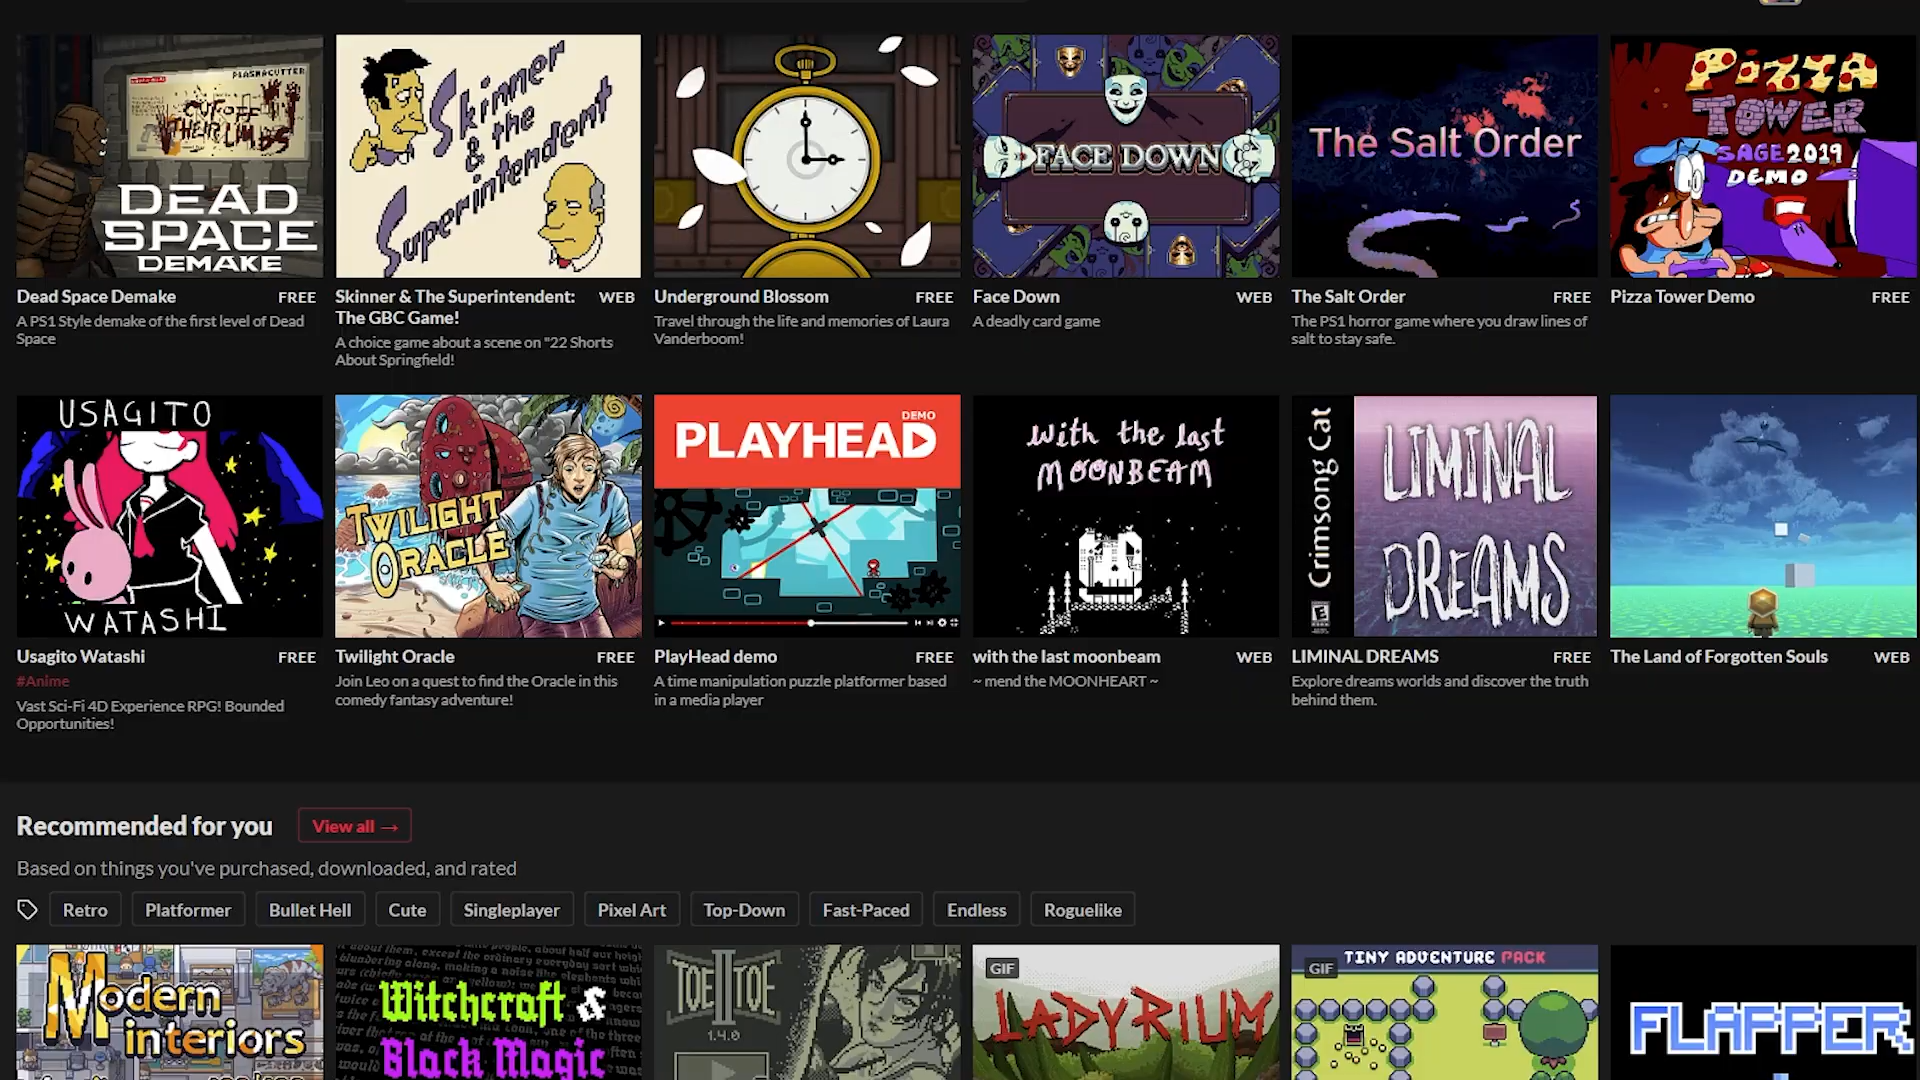 PLASMACUTTER
CUT OFF
THEIR LIMBS
DEAD
SPACE
DEMAKE
Skinner
& the
Superintendent
FACE DOWN
The Salt Order
PIZZA
TOWER
SAGE 2019
DEMO
Dead Space Demake FREE
A PS1 Style demake of the first level of Dead
Space
Skinner & The Superintendent: WEB
The GBC Game!
A choice game about a scene on "22 Shorts
About Springfield!
Underground Blossom FREE
Travel through the life and memories of Laura
Vanderboom!
Face Down WEB
A deadly card game
The Salt Order FREE
The PS1 horror game where you draw lines of
salt to stay safe.
Pizza Tower Demo FREE
USAGITO
WATASHI
TWILIGHT
ORACLE
DEMO
PLAYHEAD
with the last
MOONBEAM
Crimsong Cat
E
LIMINAL
DREAMS
Usagito Watashi FREE
#Anime
Vast Sci-Fi 4D Experience RPG! Bounded
Opportunities!
Twilight Oracle FREE
Join Leo on a quest to find the Oracle in this
comedy fantasy adventure!
PlayHead demo FREE
A time manipulation puzzle platformer based
in a media player
with the last moonbeam WEB
~ mend the MOONHEART ~
LIMINAL DREAMS FREE
Explore dreams worlds and discover the truth
behind them.
The Land of Forgotten Souls WEB
Recommended for you View all →
Based on things you've purchased, downloaded, and rated
Retro Platformer Bullet Hell Cute Singleplayer Pixel Art Top-Down Fast-Paced Endless Roguelike
Modern
interiors
Witchcraft &
Black Magic
TOE II TOE
1.4.0
GIF
LADYRIUM
GIF
TINY ADVENTURE PACK
FLAPPER